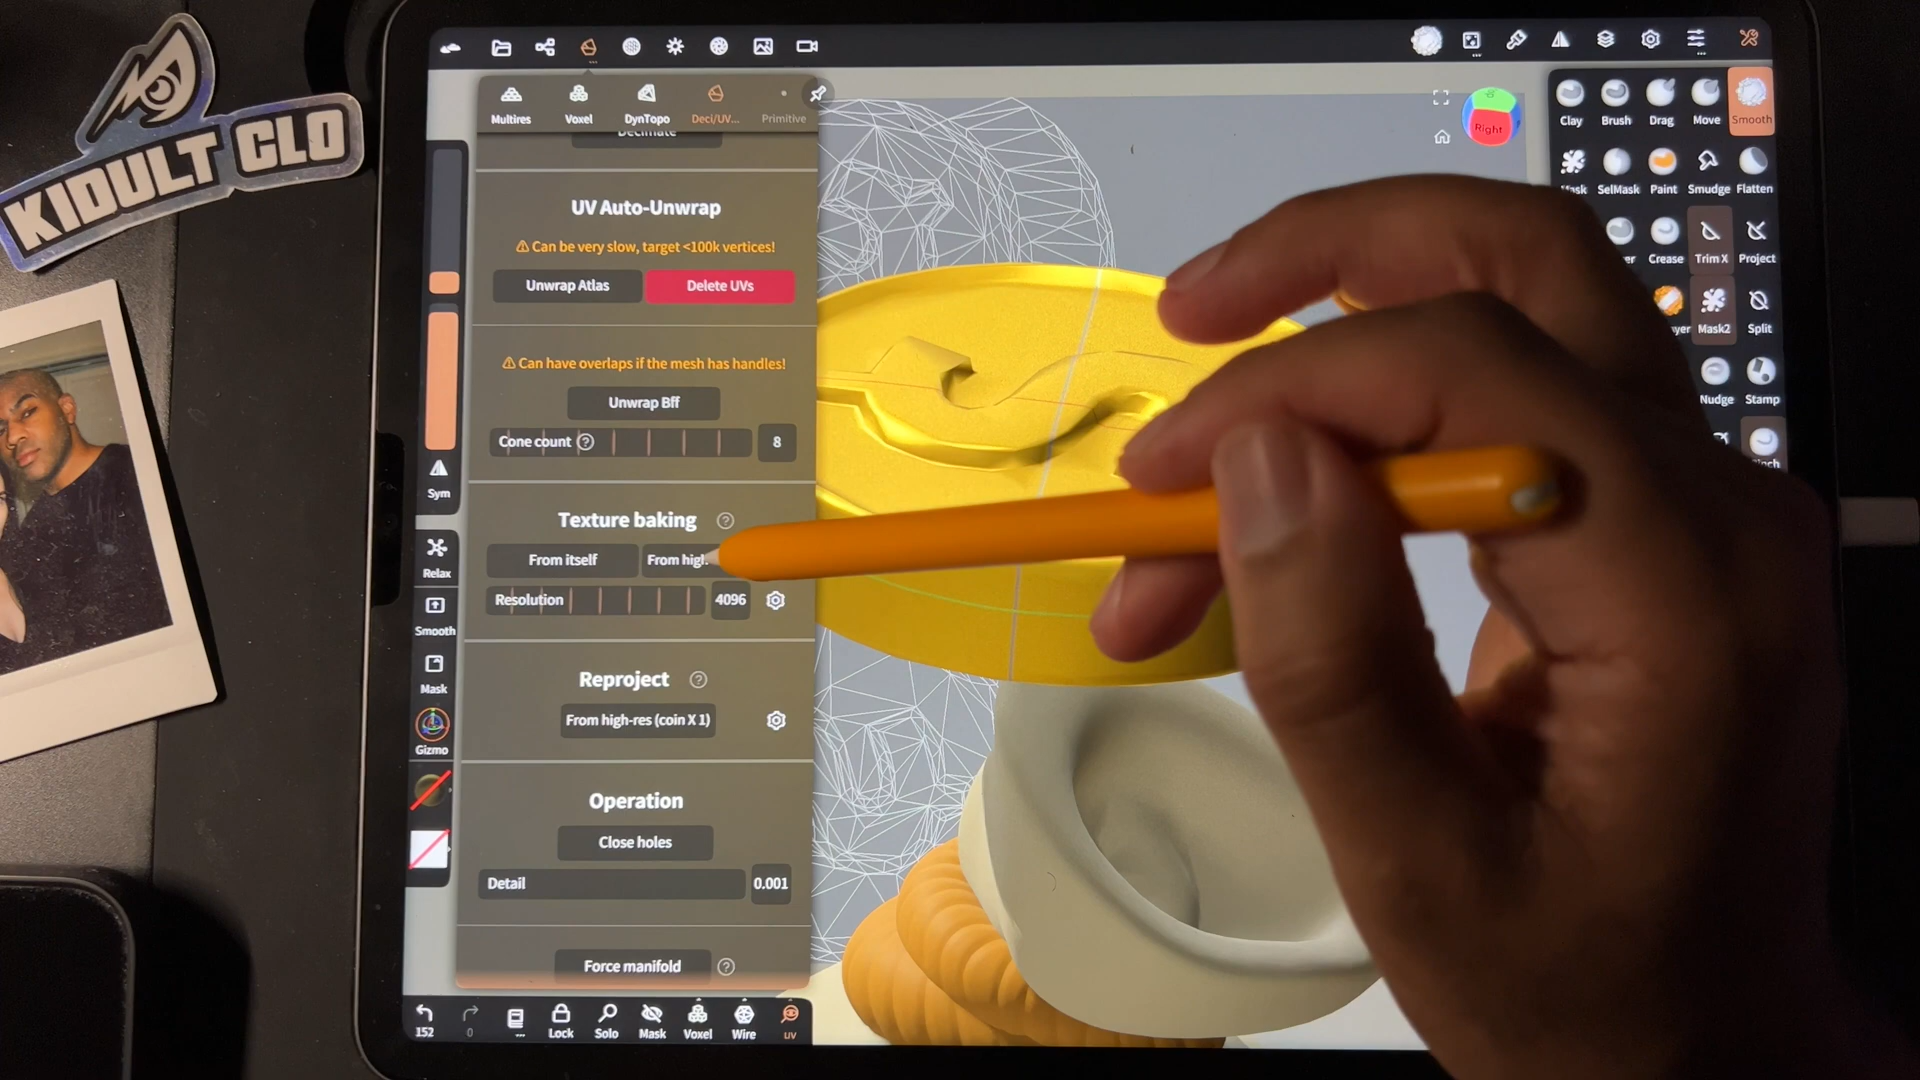 KIDULT CLO
Multires
Voxel
DynTopo
Deci/UV...
Primitive
Decimate
UV Auto-Unwrap
Can be very slow, target <100k vertices!
Unwrap Atlas
Delete UVs
Can have overlaps if the mesh has handles!
Unwrap Bff
Cone count ?
8
Texture baking ?
From itself
From high-
Resolution
4096
Reproject ?
From high-res (coin X 1)
Operation
Close holes
Detail
0.001
Force manifold ?
Sym
Relax
Smooth
Mask
Gizmo
152
0
Lock
Solo
Mask
Voxel
Wire
UV
Right
Clay
Brush
Drag
Move
Smooth
SelMask
Paint
Smudge
Flatten
Crease
Trim X
Project
Mask2
Split
Nudge
Stamp